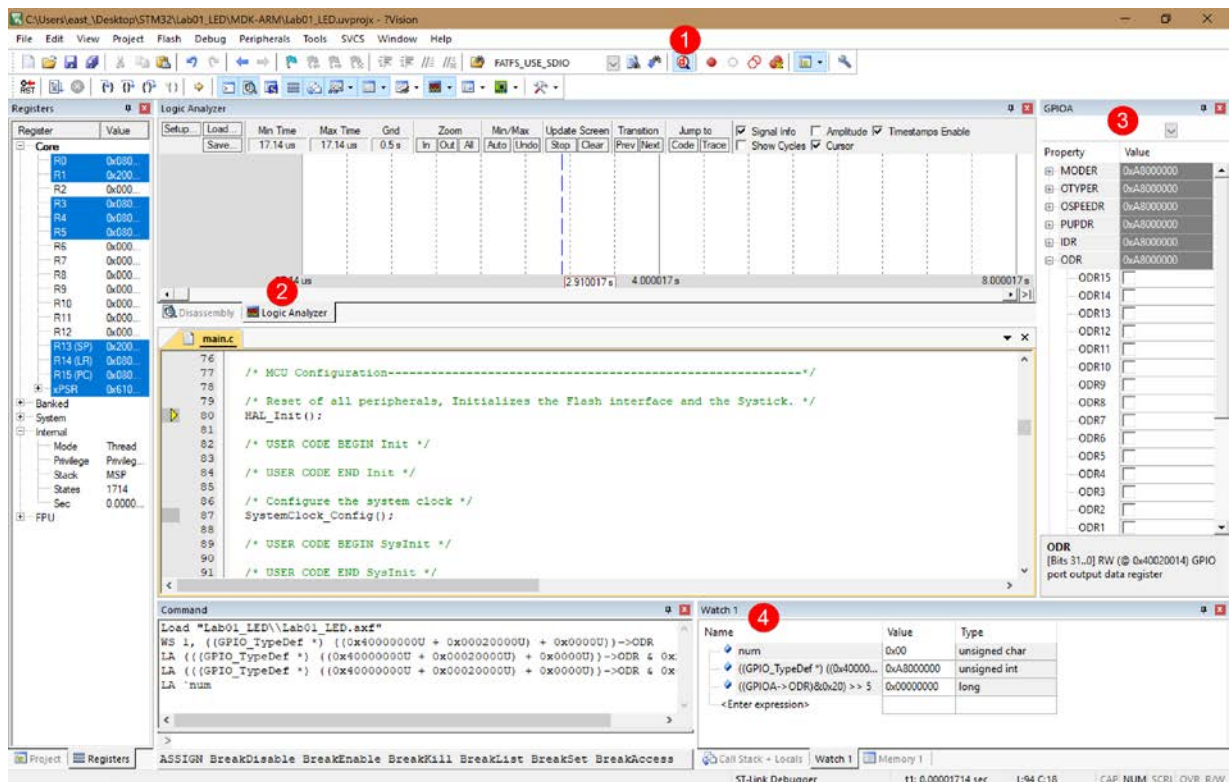 C:\Users\east_\Desktop\STM32\Lab01_LED\MDK-ARM\Lab01_LED.uvprojx - ?Vision
File Edit View Project Flash Debug Peripherals Tools SVCS Window Help
1
FATFS_USE_SDIO
Registers
Register Value
Core
R0 0x080...
R1 0x200...
R2 0x000...
R3 0x080...
R4 0x080...
R5 0x080...
R6 0x000...
R7 0x000...
R8 0x000...
R9 0x000...
R10 0x000...
R11 0x000...
R12 0x000...
R13 (SP) 0x200...
R14 (LR) 0x080...
R15 (PC) 0x080...
xPSR 0x610...
Banked
System
Internal
Mode Thread
Privilege Privileg...
Stack MSP
States 1714
Sec 0.0000...
FPU
Project Registers
Logic Analyzer
Setup... Load... Min Time Max Time Grid Zoom Min/Max Update Screen Transition Jump to Signal Info Amplitude Timestamps Enable
Save... 17.14 us 17.14 us 0.5 s In Out All Auto Undo Stop Clear Prev Next Code Trace Show Cycles Cursor
2.910017 s 4.000017 s 8.000017 s
2
Disassembly Logic Analyzer
main.c
76
77 /* MCU Configuration----------------------------------------------------------*/
78
79 /* Reset of all peripherals, Initializes the Flash interface and the Systick. */
80 HAL_Init();
81
82 /* USER CODE BEGIN Init */
83
84 /* USER CODE END Init */
85
86 /* Configure the system clock */
87 SystemClock_Config();
88
89 /* USER CODE BEGIN SysInit */
90
91 /* USER CODE END SysInit */
GPIOA
3
Property Value
MODER 0xA8000000
OTYPER 0xA8000000
OSPEEDR 0xA8000000
PUPDR 0xA8000000
IDR 0xA8000000
ODR 0xA8000000
ODR15
ODR14
ODR13
ODR12
ODR11
ODR10
ODR9
ODR8
ODR7
ODR6
ODR5
ODR4
ODR3
ODR2
ODR1
ODR
[Bits 31..0] RW (@ 0x40020014) GPIO
port output data register
Command
Load "Lab01_LED\\Lab01_LED.axf"
WS 1, ((GPIO_TypeDef *) ((0x40000000U + 0x00020000U) + 0x0000U))->ODR
LA (((GPIO_TypeDef *) ((0x40000000U + 0x00020000U) + 0x0000U))->ODR & 0x
LA (((GPIO_TypeDef *) ((0x40000000U + 0x00020000U) + 0x0000U))->ODR & 0x
LA `num
>
ASSIGN BreakDisable BreakEnable BreakKill BreakList BreakSet BreakAccess
Watch 1
4
Name Value Type
num 0x00 unsigned char
((GPIO_TypeDef *) ((0x40000... 0xA8000000 unsigned int
((GPIOA->ODR)&0x20) >> 5 0x00000000 long
<Enter expression>
Call Stack + Locals Watch 1 Memory 1
ST-Link Debugger t1: 0.00001714 sec L:94 C:18 CAP NUM SCRL OVR R/W